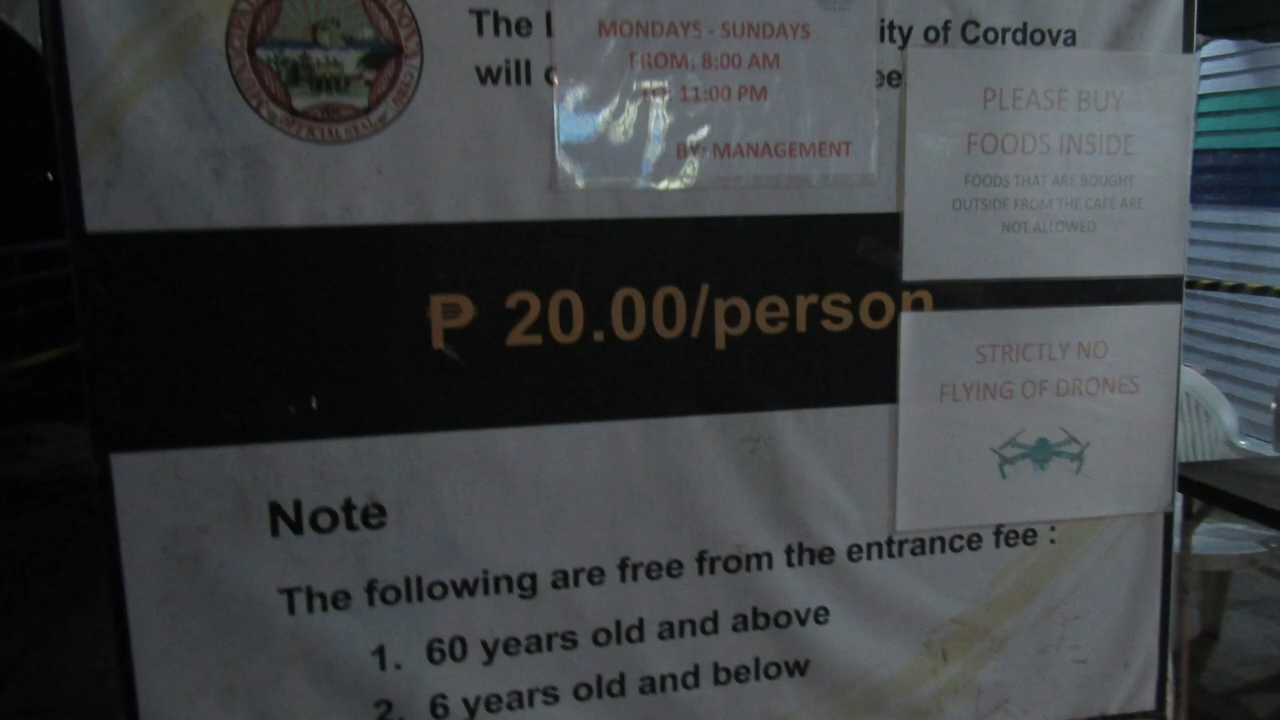 The
will
ity of Cordova
MONDAYS - SUNDAYS
FROM: 8:00 AM
TO: 11:00 PM
BY: MANAGEMENT
OFFICIAL SEAL
PLEASE BUY
FOODS INSIDE
FOODS THAT ARE BOUGHT
OUTSIDE FROM THE CAFE ARE
NOT ALLOWED
₱ 20.00/person
STRICTLY NO
FLYING OF DRONES
Note
The following are free from the entrance fee :
1. 60 years old and above
2. 6 years old and below